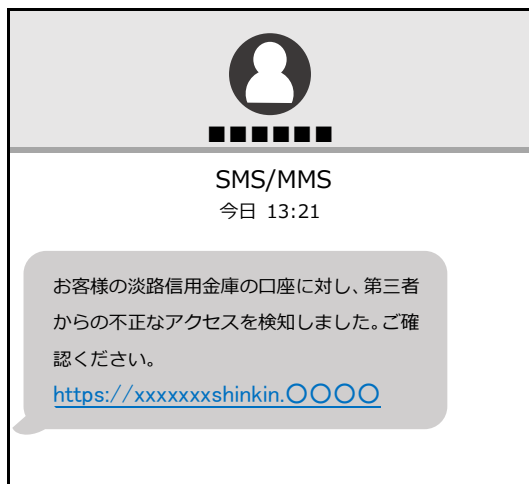 ■■■■■■
SMS/MMS
今日 13:21
お客様の淡路信用金庫の口座に対し、第三者
からの不正なアクセスを検知しました。ご確
認ください。
https://xxxxxxxshinkin.〇〇〇〇